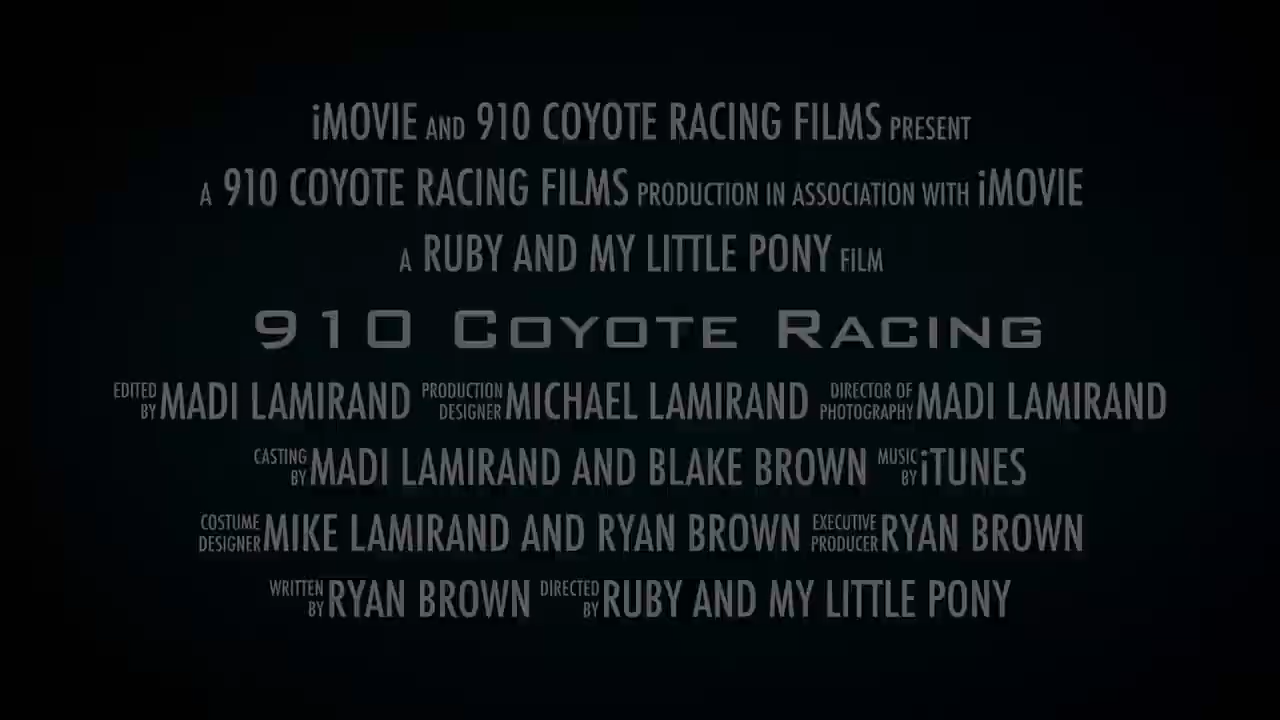 iMOVIE AND 910 COYOTE RACING FILMS PRESENT
A 910 COYOTE RACING FILMS PRODUCTION IN ASSOCIATION WITH iMOVIE
A RUBY AND MY LITTLE PONY FILM
910 COYOTE RACING
EDITED BY MADI LAMIRAND PRODUCTION DESIGNER MICHAEL LAMIRAND DIRECTOR OF PHOTOGRAPHY MADI LAMIRAND
CASTING BY MADI LAMIRAND AND BLAKE BROWN MUSIC BY iTUNES
COSTUME DESIGNER MIKE LAMIRAND AND RYAN BROWN EXECUTIVE PRODUCER RYAN BROWN
WRITTEN BY RYAN BROWN DIRECTED BY RUBY AND MY LITTLE PONY